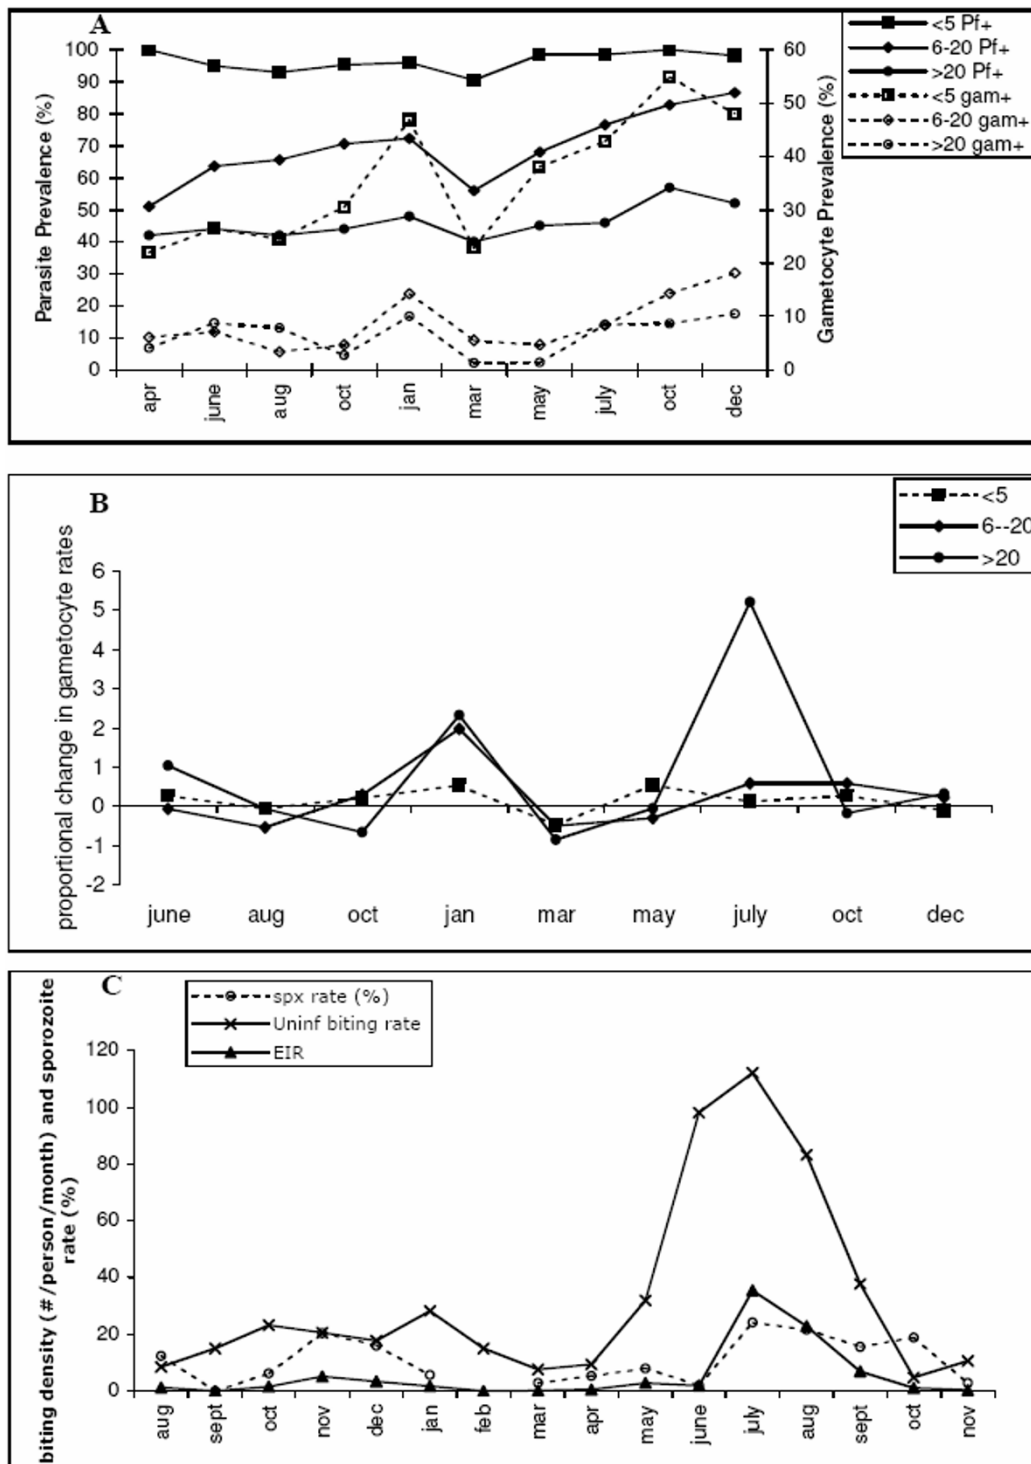 A
<5 Pf+
6-20 Pf+
>20 Pf+
<5 gam+
6-20 gam+
>20 gam+
Parasite Prevalence (%)
100
90
80
70
60
50
40
30
20
10
0
Gametocyte Prevalence (%)
60
50
40
30
20
10
0
apr june aug oct jan mar may july oct dec
B
<5
6--20
>20
proportional change in gametocyte rates
6
5
4
3
2
1
0
-1
-2
june aug oct jan mar may july oct dec
C
spx rate (%)
Uninf biting rate
EIR
biting density (#/person/month) and sporozoite
rate (%)
120
100
80
60
40
20
0
aug sept oct nov dec jan feb mar apr may june july aug sept oct nov